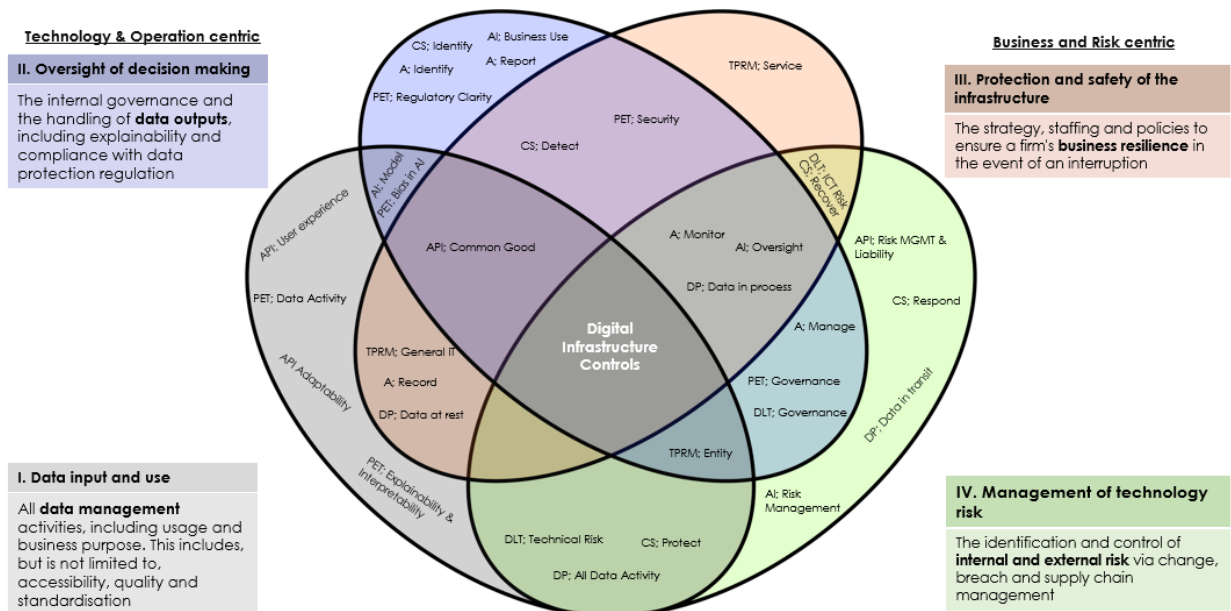 Technology & Operation centric
II. Oversight of decision making
The internal governance and
the handling of data outputs,
including explainability and
compliance with data
protection regulation
Business and Risk centric
III. Protection and safety of the
infrastructure
The strategy, staffing and policies to
ensure a firm's business resilience in
the event of an interruption
CS; Identify
AI; Business Use
A; Identify
A; Report
PET; Regulatory Clarity
TPRM; Service
PET; Security
CS; Detect
AI; Model
PET; Bias in AI
DLT; ICT Risk
CS; Recover
API; User experience
API; Common Good
A; Monitor
AI; Oversight
API; Risk MGMT &
Liability
PET; Data Activity
DP; Data in process
CS; Respond
Digital
Infrastructure
Controls
A; Manage
TPRM; General IT
A; Record
DP; Data at rest
API Adaptability
PET; Governance
DLT; Governance
DP; Data in transit
TPRM; Entity
PET; Explainability &
Interpretability
AI; Risk
Management
DLT; Technical Risk
CS; Protect
DP; All Data Activity
I. Data input and use
All data management
activities, including usage and
business purpose. This includes,
but is not limited to,
accessibility, quality and
standardisation
IV. Management of technology
risk
The identification and control of
internal and external risk via change,
breach and supply chain
management